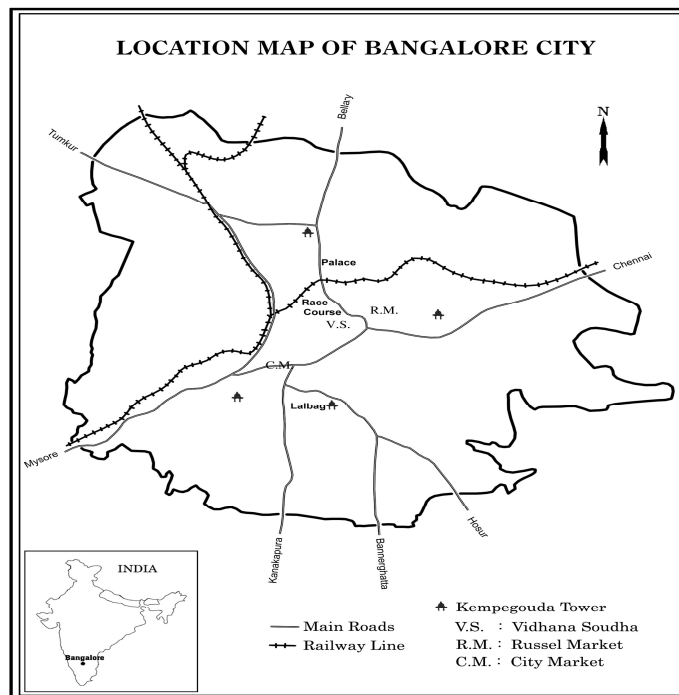 LOCATION MAP OF BANGALORE CITY
N
Bellary
Tumkur
Chennai
Palace
Race
Course
R.M.
V.S.
C.M.
Lalbag
Mysore
Kanakapura
Bannerghatta
Hosur
INDIA
Bangalore
Main Roads
Railway Line
Kempegouda Tower
V.S. : Vidhana Soudha
R.M. : Russel Market
C.M. : City Market